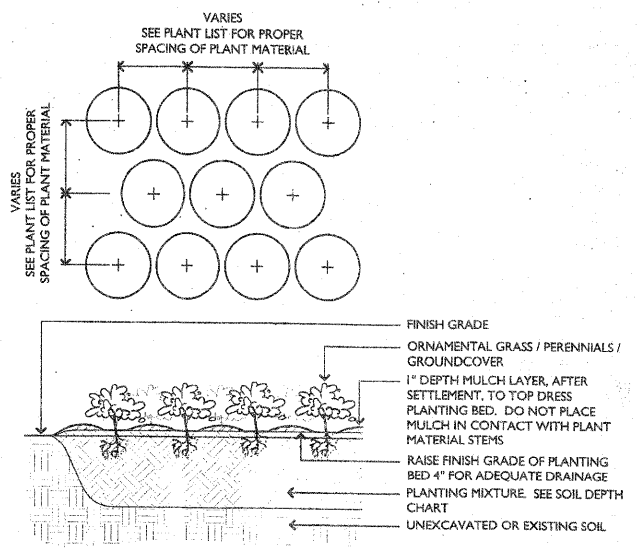 VARIES
SEE PLANT LIST FOR PROPER
SPACING OF PLANT MATERIAL
VARIES
SEE PLANT LIST FOR PROPER
SPACING OF PLANT MATERIAL
FINISH GRADE
ORNAMENTAL GRASS / PERENNIALS /
GROUNDCOVER
1" DEPTH MULCH LAYER, AFTER
SETTLEMENT, TO TOP DRESS
PLANTING BED. DO NOT PLACE
MULCH IN CONTACT WITH PLANT
MATERIAL STEMS
RAISE FINISH GRADE OF PLANTING
BED 4" FOR ADEQUATE DRAINAGE
PLANTING MIXTURE. SEE SOIL DEPTH
CHART
UNEXCAVATED OR EXISTING SOIL